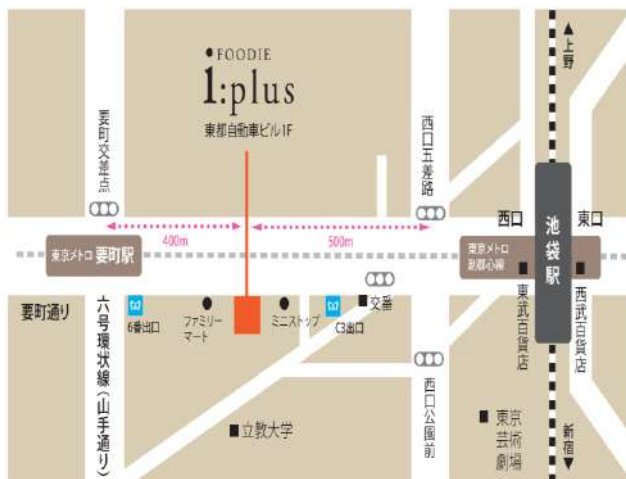 FOODIE
i:plus
東都自動車ビル1F
▲上野
要町交差点
西口五差路
400m
500m
西口
池袋駅
東口
東京メトロ 要町駅
東京メトロ
副都心線
要町通り
六号環状線(山手通り)
6番出口
ファミリー
マート
ミニストップ
C3出口
交番
東武百貨店
西武百貨店
西口公園前
立教大学
東京
芸術
劇場
新宿▼